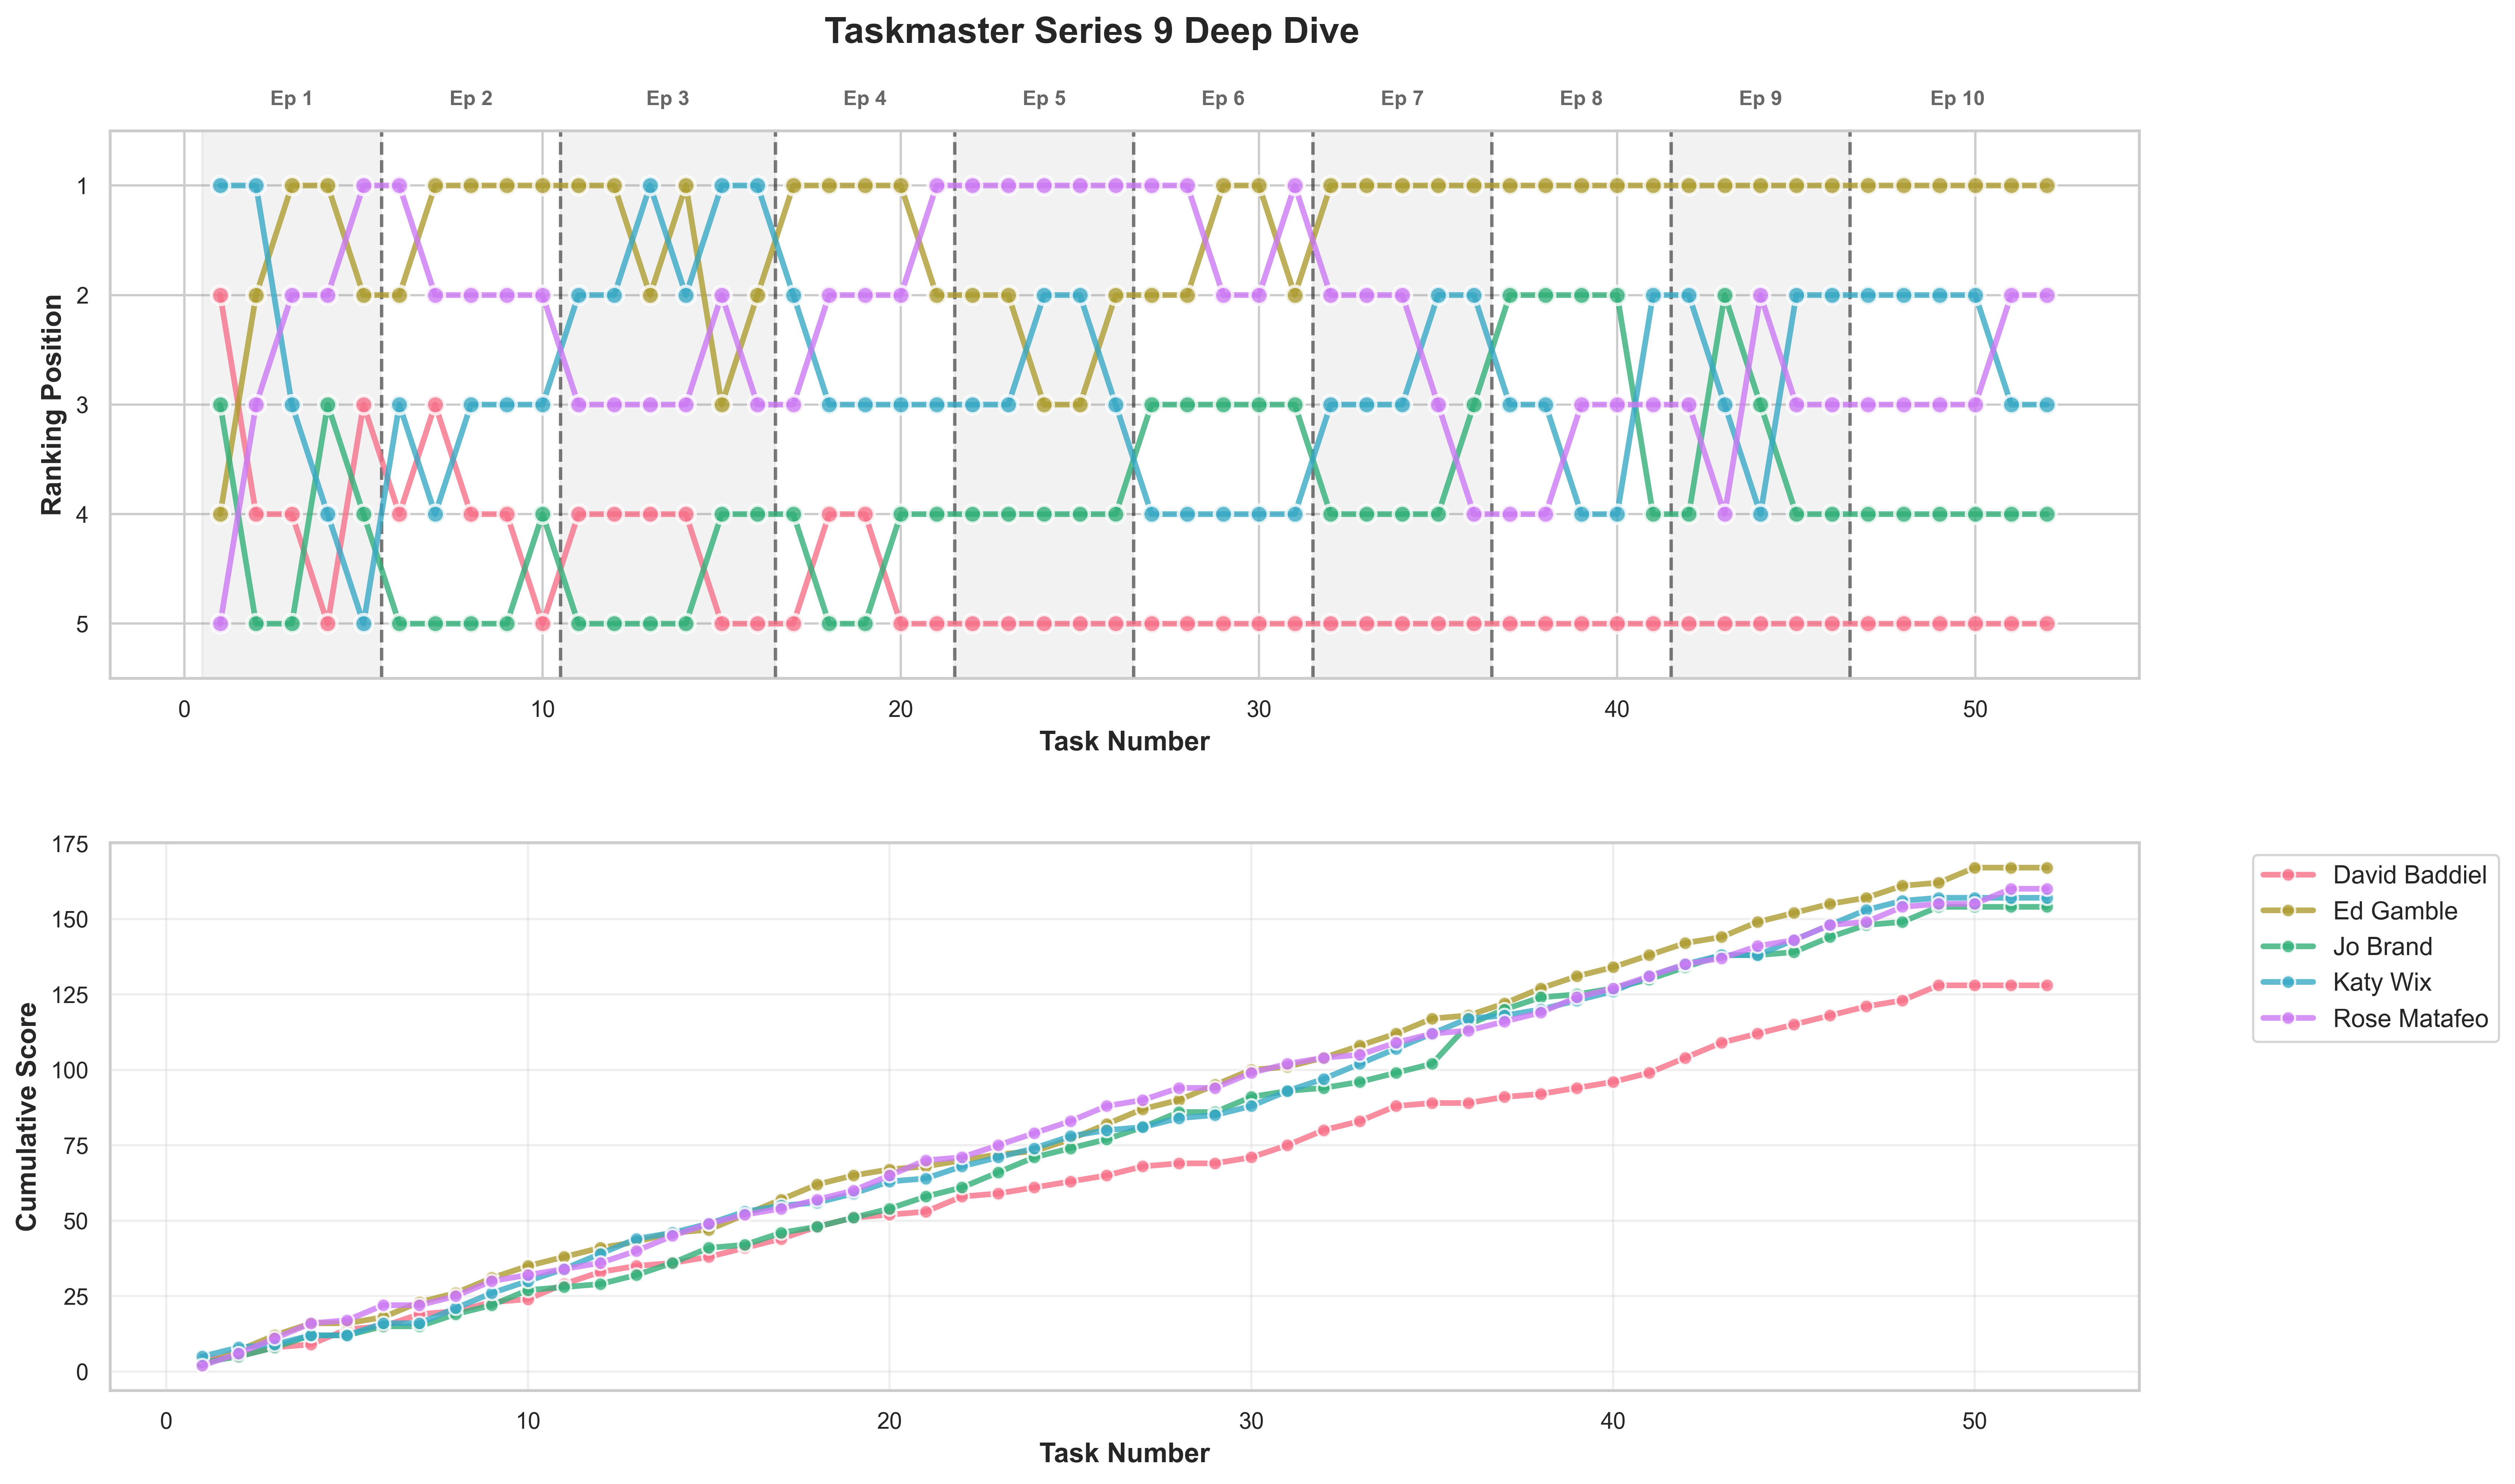 Taskmaster Series 9 Deep Dive
Ep 1 Ep 2 Ep 3 Ep 4 Ep 5 Ep 6 Ep 7 Ep 8 Ep 9 Ep 10
Ranking Position
1
2
3
4
5
0 10 20 30 40 50
Task Number
Cumulative Score
175
150
125
100
75
50
25
0
0 10 20 30 40 50
Task Number
David Baddiel
Ed Gamble
Jo Brand
Katy Wix
Rose Matafeo